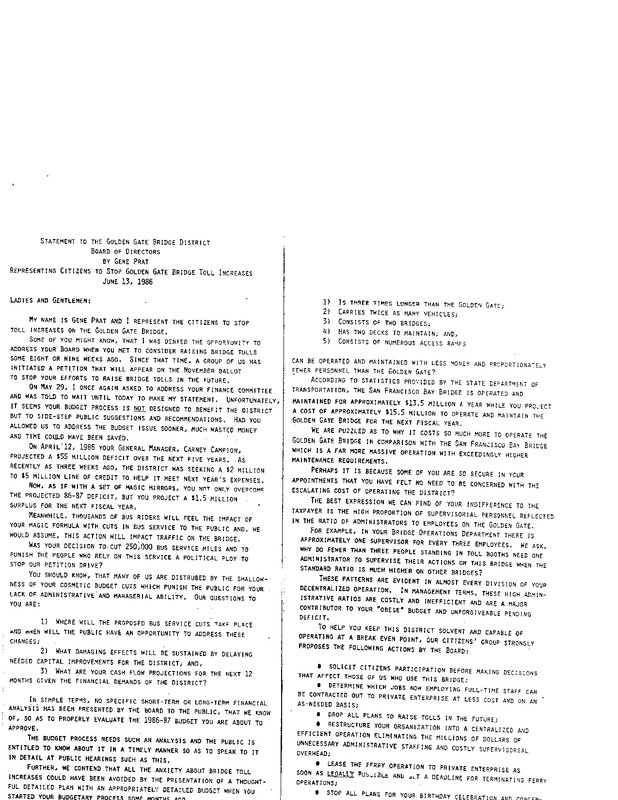 STATEMENT TO THE GOLDEN GATE BRIDGE DISTRICT
BOARD OF DIRECTORS
BY GENE PRAT
REPRESENTING CITIZENS TO STOP GOLDEN GATE BRIDGE TOLL INCREASES
JUNE 13, 1986
LADIES AND GENTLEMEN:
MY NAME IS GENE PRAT AND I REPRESENT THE CITIZENS TO STOP
TOLL INCREASES ON THE GOLDEN GATE BRIDGE.
SOME OF YOU MIGHT KNOW, THAT I WAS DENIED THE OPPORTUNITY TO
ADDRESS YOUR BOARD WHEN YOU MET TO CONSIDER RAISING BRIDGE TOLLS
SOME EIGHT OR NINE WEEKS AGO. SINCE THAT TIME, A GROUP OF US HAS
INITIATED A PETITION THAT WILL APPEAR ON THE NOVEMBER BALLOT
TO STOP YOUR EFFORTS TO RAISE BRIDGE TOLLS IN THE FUTURE.
ON MAY 29, I ONCE AGAIN ASKED TO ADDRESS YOUR FINANCE COMMITTEE
AND WAS TOLD TO WAIT UNTIL TODAY TO MAKE MY STATEMENT. UNFORTUNATELY,
IT SEEMS YOUR BUDGET PROCESS IS NOT DESIGNED TO BENEFIT THE DISTRICT
BUT TO SIDE-STEP PUBLIC SUGGESTIONS AND RECOMMENDATIONS. HAD YOU
ALLOWED US TO ADDRESS THE BUDGET ISSUE SOONER, MUCH WASTED MONEY
AND TIME COULD HAVE BEEN SAVED.
ON APRIL 12, 1986 YOUR GENERAL MANAGER, CARNEY CAMPION,
PROJECTED A $55 MILLION DEFICIT OVER THE NEXT FIVE YEARS. AS
RECENTLY AS THREE WEEKS AGO, THE DISTRICT WAS SEEKING A $2 MILLION
TO $5 MILLION LINE OF CREDIT TO HELP IT MEET NEXT YEAR'S EXPENSES.
NOW, AS IF WITH A SET OF MAGIC MIRRORS, YOU NOT ONLY OVERCOME
THE PROJECTED 86-87 DEFICIT, BUT YOU PROJECT A $1.5 MILLION
SURPLUS FOR THE NEXT FISCAL YEAR.
MEANWHILE, THOUSANDS OF BUS RIDERS WILL FEEL THE IMPACT OF
YOUR MAGIC FORMULA WITH CUTS IN BUS SERVICE TO THE PUBLIC AND, WE
WOULD ASSUME, THIS ACTION WILL IMPACT TRAFFIC ON THE BRIDGE.
WAS YOUR DECISION TO CUT 250,000 BUS SERVICE MILES AND TO
PUNISH THE PEOPLE WHO RELY ON THIS SERVICE A POLITICAL PLOY TO
STOP OUR PETITION DRIVE?
YOU SHOULD KNOW, THAT MANY OF US ARE DISTRUBED BY THE SHALLOW-
NESS OF YOUR COSMETIC BUDGET CUTS WHICH PUNISH THE PUBLIC FOR YOUR
LACK OF ADMINISTRATIVE AND MANAGERIAL ABILITY. OUR QUESTIONS TO
YOU ARE:
1) WHERE WILL THE PROPOSED BUS SERVICE CUTS TAKE PLACE
AND WHEN WILL THE PUBLIC HAVE AN OPPORTUNITY TO ADDRESS THESE
CHANGES;
2) WHAT DAMAGING EFFECTS WILL BE SUSTAINED BY DELAYING
NEEDED CAPITAL IMPROVEMENTS FOR THE DISTRICT; AND,
3) WHAT ARE YOUR CASH FLOW PROJECTIONS FOR THE NEXT 12
MONTHS GIVEN THE FINANCIAL DEMANDS OF THE DISTRICT?
IN SIMPLE TERMS, NO SPECIFIC SHORT-TERM OR LONG-TERM FINANCIAL
ANALYSIS HAS BEEN PRESENTED BY THE BOARD TO THE PUBLIC, THAT WE KNOW
OF, SO AS TO PROPERLY EVALUATE THE 1986-87 BUDGET YOU ARE ABOUT TO
APPROVE.
THE BUDGET PROCESS NEEDS SUCH AN ANALYSIS AND THE PUBLIC IS
ENTITLED TO KNOW ABOUT IT IN A TIMELY MANNER SO AS TO SPEAK TO IT
IN DETAIL AT PUBLIC HEARINGS SUCH AS THIS.
FURTHER, WE CONTEND THAT ALL THE ANXIETY ABOUT BRIDGE TOLL
INCREASES COULD HAVE BEEN AVOIDED BY THE PRESENTATION OF A THOUGHT-
FUL DETAILED PLAN WITH AN APPROPRIATELY DETAILED BUDGET WHEN YOU
STARTED YOUR BUDGETARY PROCESS SOME MONTHS AGO.
1) IS THREE TIMES LONGER THAN THE GOLDEN GATE;
2) CARRIES TWICE AS MANY VEHICLES;
3) CONSISTS OF TWO BRIDGES;
4) HAS TWO DECKS TO MAINTAIN; AND,
5) CONSISTS OF NUMEROUS ACCESS RAMPS
CAN BE OPERATED AND MAINTAINED WITH LESS MONEY AND PROPORTIONATELY
FEWER PERSONNEL THAN THE GOLDEN GATE?
ACCORDING TO STATISTICS PROVIDED BY THE STATE DEPARTMENT OF
TRANSPORTATION, THE SAN FRANCISCO BAY BRIDGE IS OPERATED AND
MAINTAINED FOR APPROXIMATELY $13.5 MILLION A YEAR WHILE YOU PROJECT
A COST OF APPROXIMATELY $15.5 MILLION TO OPERATE AND MAINTAIN THE
GOLDEN GATE BRIDGE FOR THE NEXT FISCAL YEAR.
WE ARE PUZZLED AS TO WHY IT COSTS SO MUCH MORE TO OPERATE THE
GOLDEN GATE BRIDGE IN COMPARISON WITH THE SAN FRANCISCO BAY BRIDGE
WHICH IS A FAR MORE MASSIVE OPERATION WITH EXCEEDINGLY HIGHER
MAINTENANCE REQUIREMENTS.
PERHAPS IT IS BECAUSE SOME OF YOU ARE SO SECURE IN YOUR
APPOINTMENTS THAT YOU HAVE FELT NO NEED TO BE CONCERNED WITH THE
ESCALATING COST OF OPERATING THE DISTRICT?
THE BEST EXPRESSION WE CAN FIND OF YOUR INDIFFERENCE TO THE
TAXPAYER IS THE HIGH PROPORTION OF SUPERVISORIAL PERSONNEL REFLECTED
IN THE RATIO OF ADMINISTRATORS TO EMPLOYEES ON THE GOLDEN GATE.
FOR EXAMPLE, IN YOUR BRIDGE OPERATIONS DEPARTMENT THERE IS
APPROXIMATELY ONE SUPERVISOR FOR EVERY THREE EMPLOYEES. WE ASK,
WHY DO FEWER THAN THREE PEOPLE STANDING IN TOLL BOOTHS NEED ONE
ADMINISTRATOR TO SUPERVISE THEIR ACTIONS ON THIS BRIDGE WHEN THE
STANDARD RATIO IS MUCH HIGHER ON OTHER BRIDGES?
THESE PATTERNS ARE EVIDENT IN ALMOST EVERY DIVISION OF YOUR
DECENTRALIZED OPERATION. IN MANAGEMENT TERMS, THESE HIGH ADMIN-
ISTRATIVE RATIOS ARE COSTLY AND INEFFICIENT AND ARE A MAJOR
CONTRIBUTOR TO YOUR "OBESE" BUDGET AND UNFORGIVEABLE PENDING
DEFICIT.
TO HELP YOU KEEP THIS DISTRICT SOLVENT AND CAPABLE OF
OPERATING AT A BREAK EVEN POINT, OUR CITIZENS' GROUP STRONGLY
PROPOSES THE FOLLOWING ACTIONS BY THE BOARD:
• SOLICIT CITIZENS PARTICIPATION BEFORE MAKING DECISIONS
THAT AFFECT THOSE OF US WHO USE THIS BRIDGE;
• DETERMINE WHICH JOBS NOW EMPLOYING FULL-TIME STAFF CAN
BE CONTRACTED OUT TO PRIVATE ENTERPRISE AT LESS COST AND ON AN
AS-NEEDED BASIS;
• DROP ALL PLANS TO RAISE TOLLS IN THE FUTURE;
• RESTRUCTURE YOUR ORGANIZATION INTO A CENTRALIZED AND
EFFICIENT OPERATION ELIMINATING THE MILLIONS OF DOLLARS OF
UNNECESSARY ADMINISTRATIVE STAFFING AND COSTLY SUPERVISORIAL
OVERHEAD;
• LEASE THE FERRY OPERATION TO PRIVATE ENTERPRISE AS
SOON AS LEGALLY POSSIBLE AND SET A DEADLINE FOR TERMINATING FERRY
OPERATIONS;
• STOP ALL PLANS FOR YOUR BIRTHDAY CELEBRATION AND